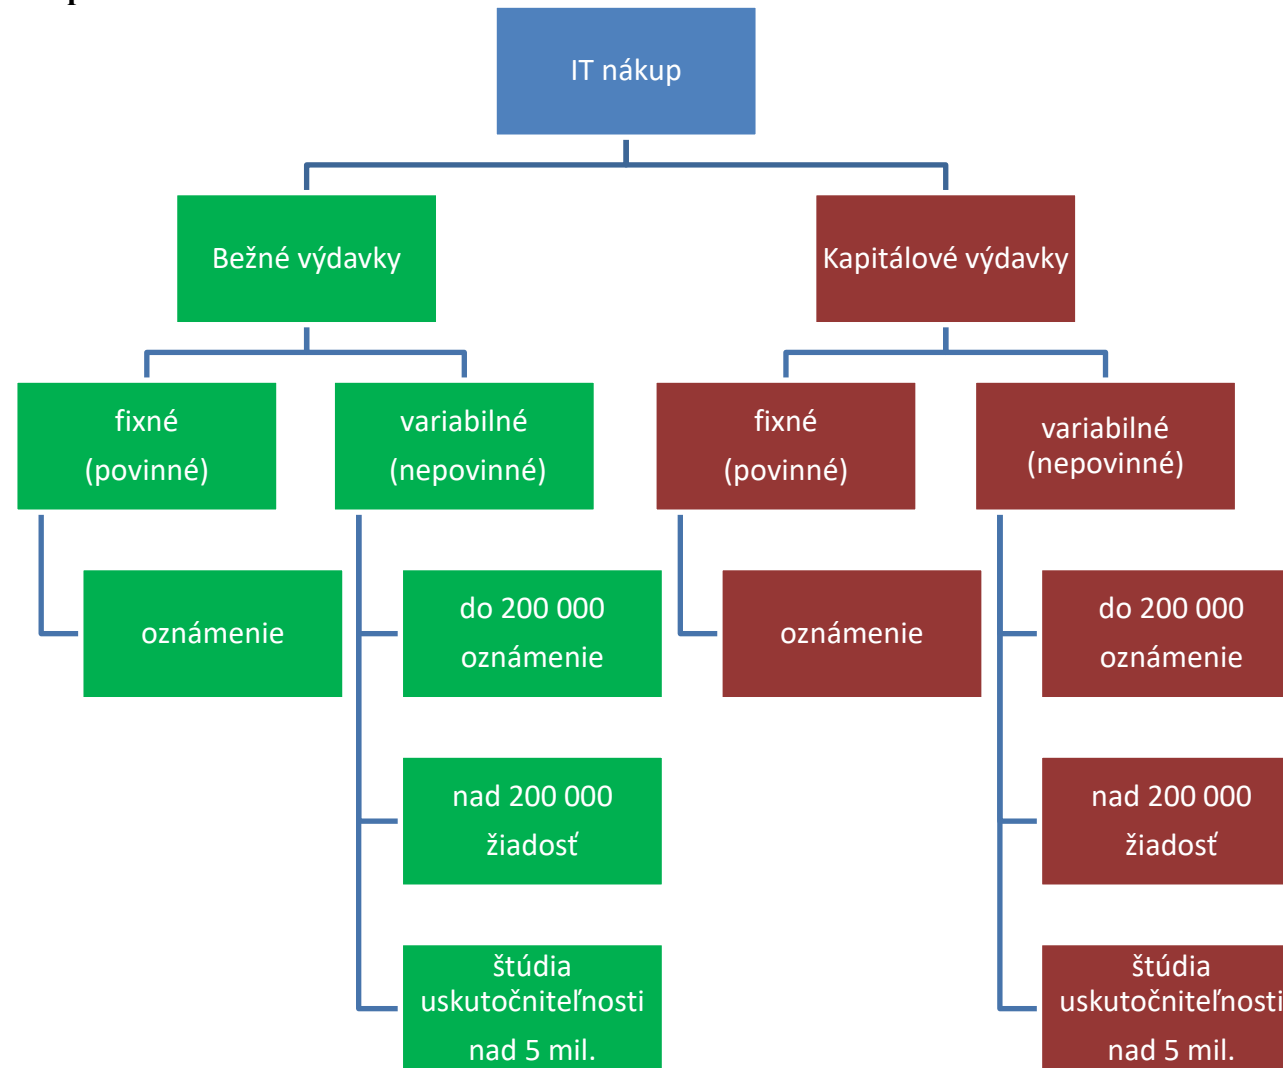 IT nákup
Bežné výdavky
Kapitálové výdavky
fixné
(povinné)
variabilné
(nepovinné)
fixné
(povinné)
variabilné
(nepovinné)
oznámenie
do 200 000
oznámenie
oznámenie
do 200 000
oznámenie
nad 200 000
žiadosť
nad 200 000
žiadosť
štúdia
uskutočniteľnosti
nad 5 mil.
štúdia
uskutočniteľnosti
nad 5 mil.